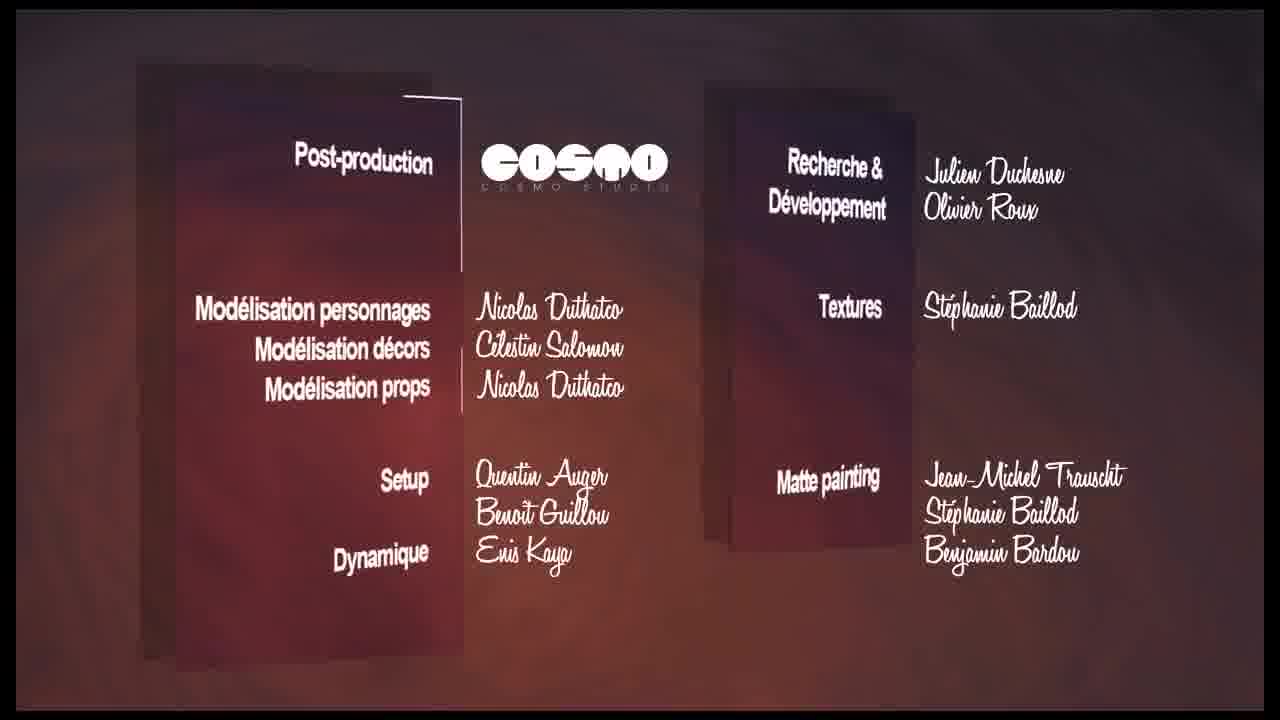 Post-production
COSMO
COSMO STUDIO
Modélisation personnages Nicolas Duthatco
Modélisation décors Célestin Salomon
Modélisation props Nicolas Duthatco
Setup Quentin Auger
Benoît Guillou
Dynamique Enis Kaya
Recherche & Julien Duchesne
Développement Olivier Roux
Textures Stéphanie Baillod
Matte painting Jean-Michel Trauscht
Stéphanie Baillod
Benjamin Bardou